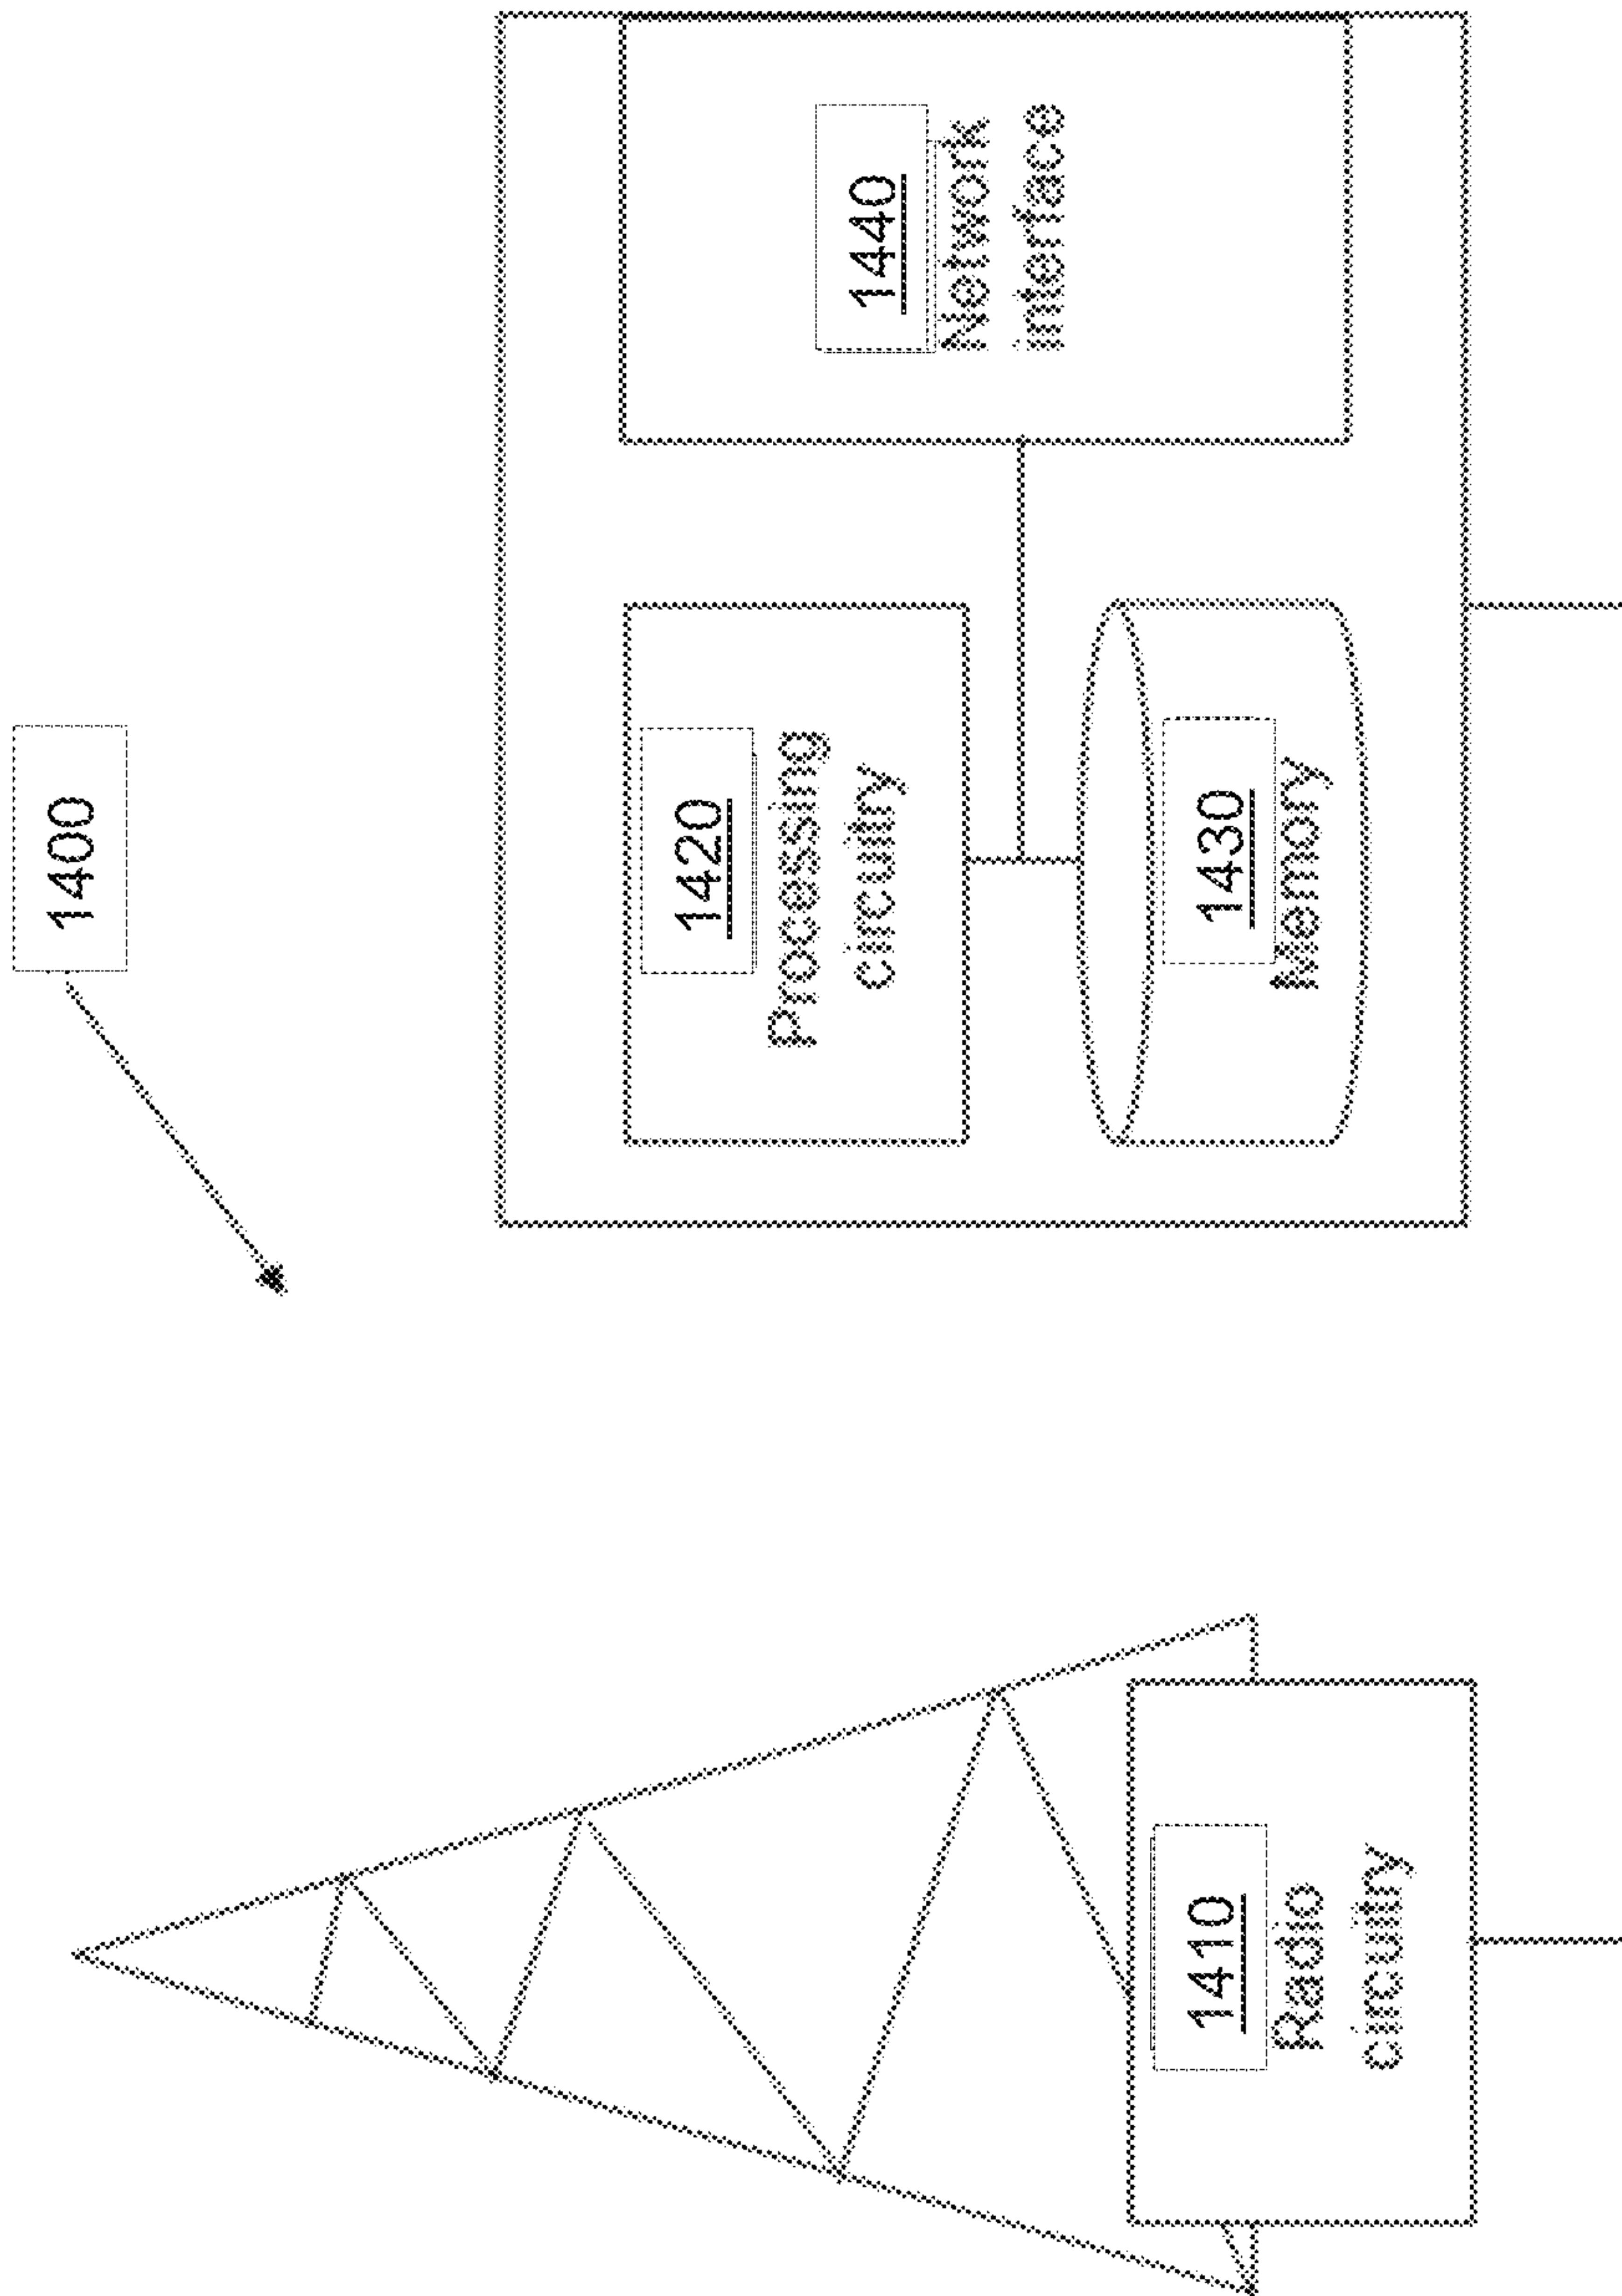 1400
1410
Radio
circuitry
1420
Processing
circuitry
1430
Memory
1440
Network
interface